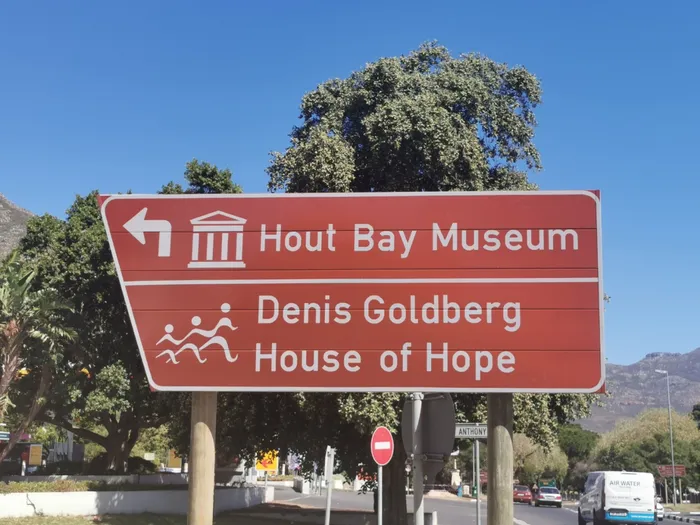 Hout Bay Museum
Denis Goldberg
House of Hope
ANTHONY
AIR WATER